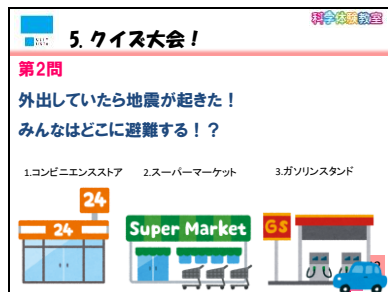 科学体験教室
5. クイズ大会！
第2問
外出していたら地震が起きた！
みんなはどこに避難する！？
1.コンビニエンスストア
2.スーパーマーケット
3.ガソリンスタンド
24
24
Super Market
GS